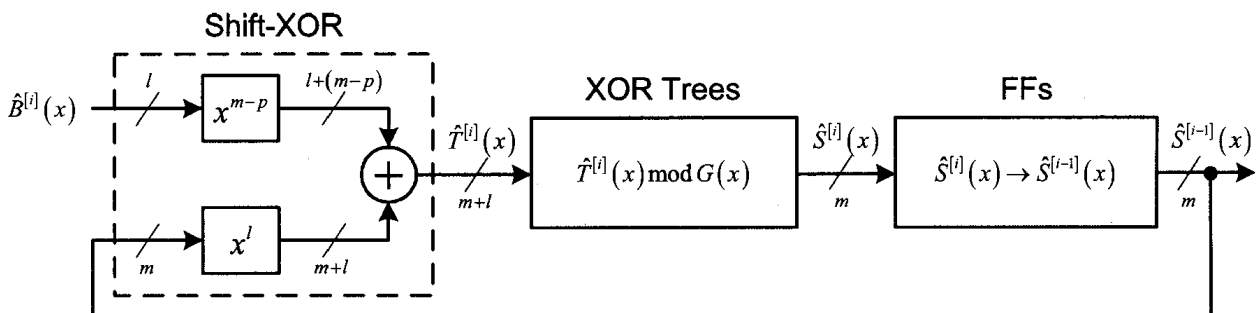 Shift-XOR
l
l+(m−p)
B̂^[i](x)
x^{m−p}
XOR Trees
FFs
T̂^[i](x)
Ŝ^[i](x)
Ŝ^[i−1](x)
+
T̂^[i](x) mod G(x)
Ŝ^[i](x) → Ŝ^[i−1](x)
m+l
m
m
x^l
m
m+l